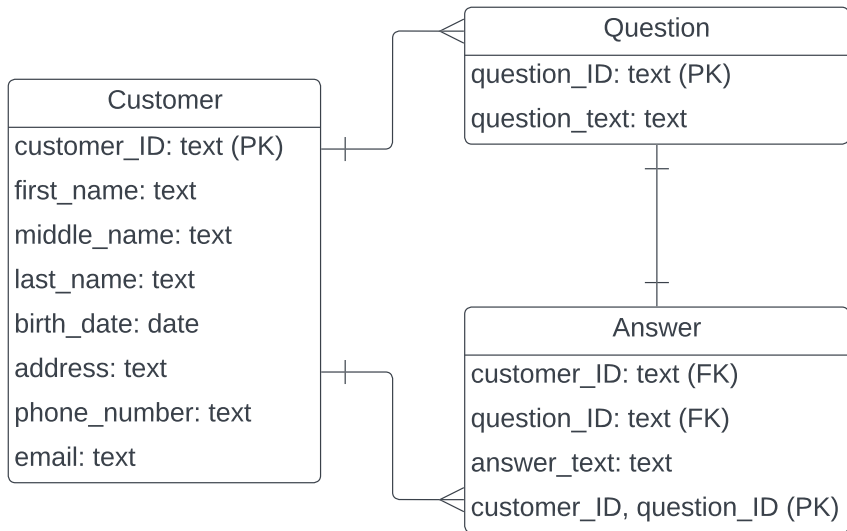 Customer
customer_ID: text (PK)
first_name: text
middle_name: text
last_name: text
birth_date: date
address: text
phone_number: text
email: text
Question
question_ID: text (PK)
question_text: text
Answer
customer_ID: text (FK)
question_ID: text (FK)
answer_text: text
customer_ID, question_ID (PK)